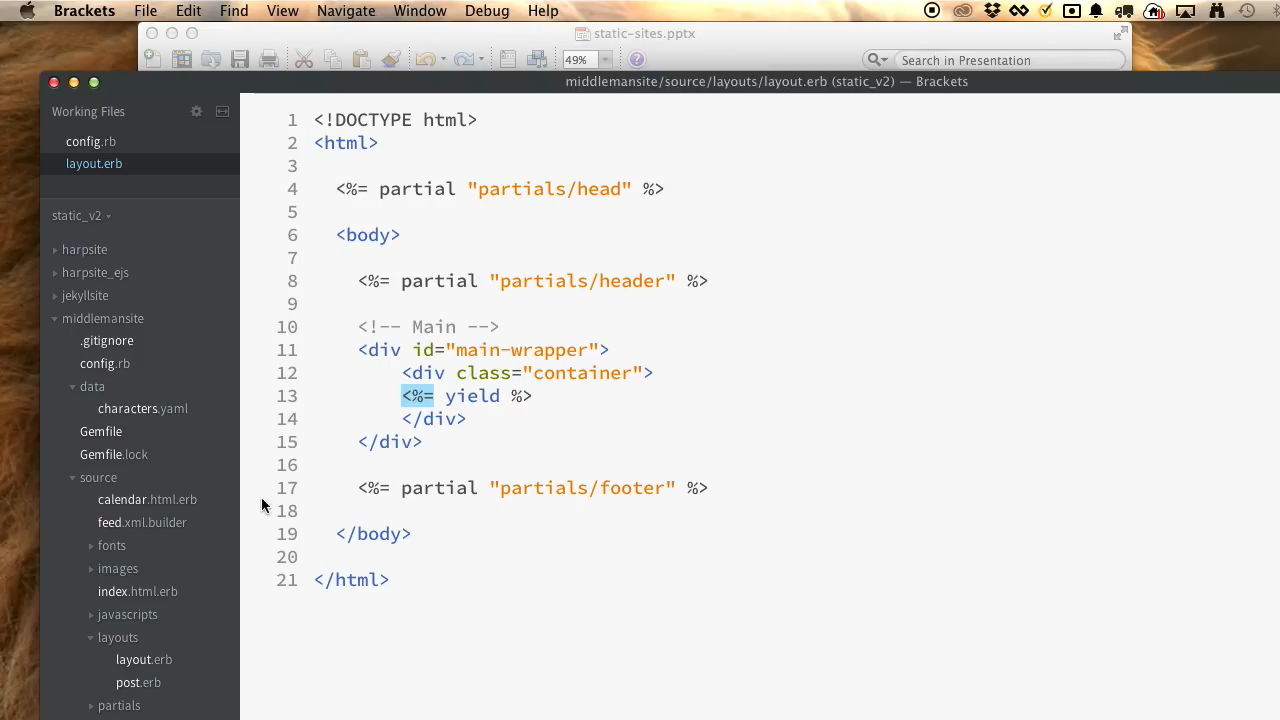 Brackets File Edit Find View Navigate Window Debug Help
static-sites.pptx
49%
Search in Presentation
middlemansite/source/layouts/layout.erb (static_v2) — Brackets
Working Files
config.rb
layout.erb
static_v2
harpsite
harpsite_ejs
jekyllsite
middlemansite
.gitignore
config.rb
data
characters.yaml
Gemfile
Gemfile.lock
source
calendar.html.erb
feed.xml.builder
fonts
images
index.html.erb
javascripts
layouts
layout.erb
post.erb
partials
1 <!DOCTYPE html>
2 <html>
3
4 <%= partial "partials/head" %>
5
6 <body>
7
8 <%= partial "partials/header" %>
9
10 <!-- Main -->
11 <div id="main-wrapper">
12 <div class="container">
13 <%= yield %>
14 </div>
15 </div>
16
17 <%= partial "partials/footer" %>
18
19 </body>
20
21 </html>